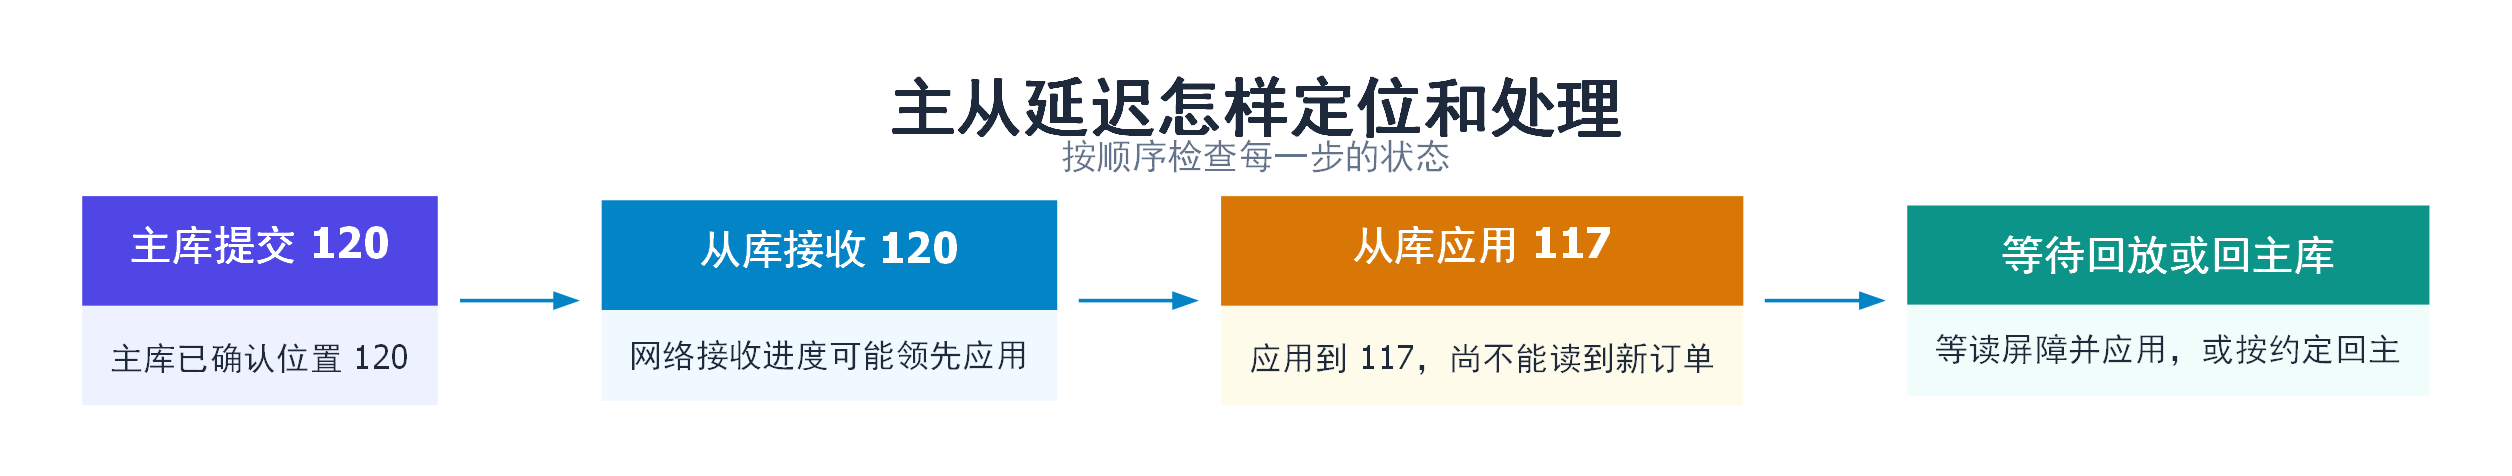 主从延迟怎样定位和处理
按顺序检查每一步的状态
主库提交 120
主库已确认位置 120
从库接收 120
网络接收进度可能领先应用
从库应用 117
应用到 117，尚不能读到新订单
等待回放或回主库
等读屏障并应用，或按约定回主